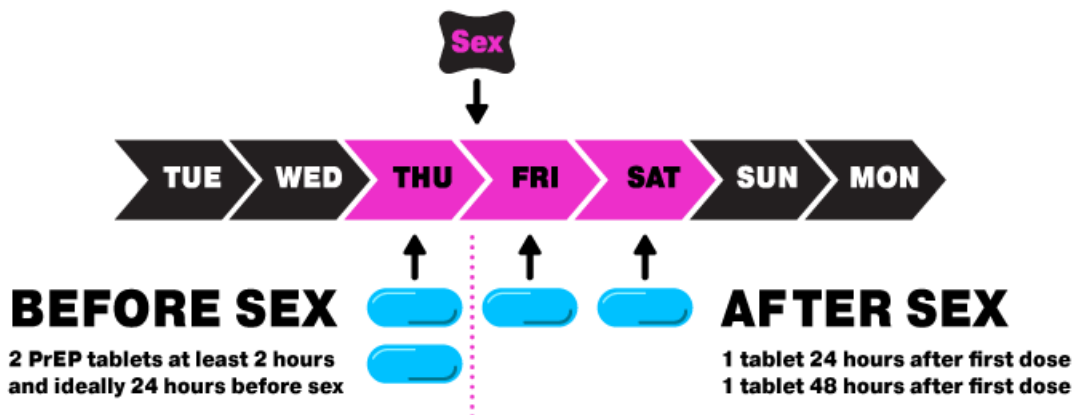 Sex
TUE WED THU FRI SAT SUN MON
BEFORE SEX
2 PrEP tablets at least 2 hours
and ideally 24 hours before sex
AFTER SEX
1 tablet 24 hours after first dose
1 tablet 48 hours after first dose